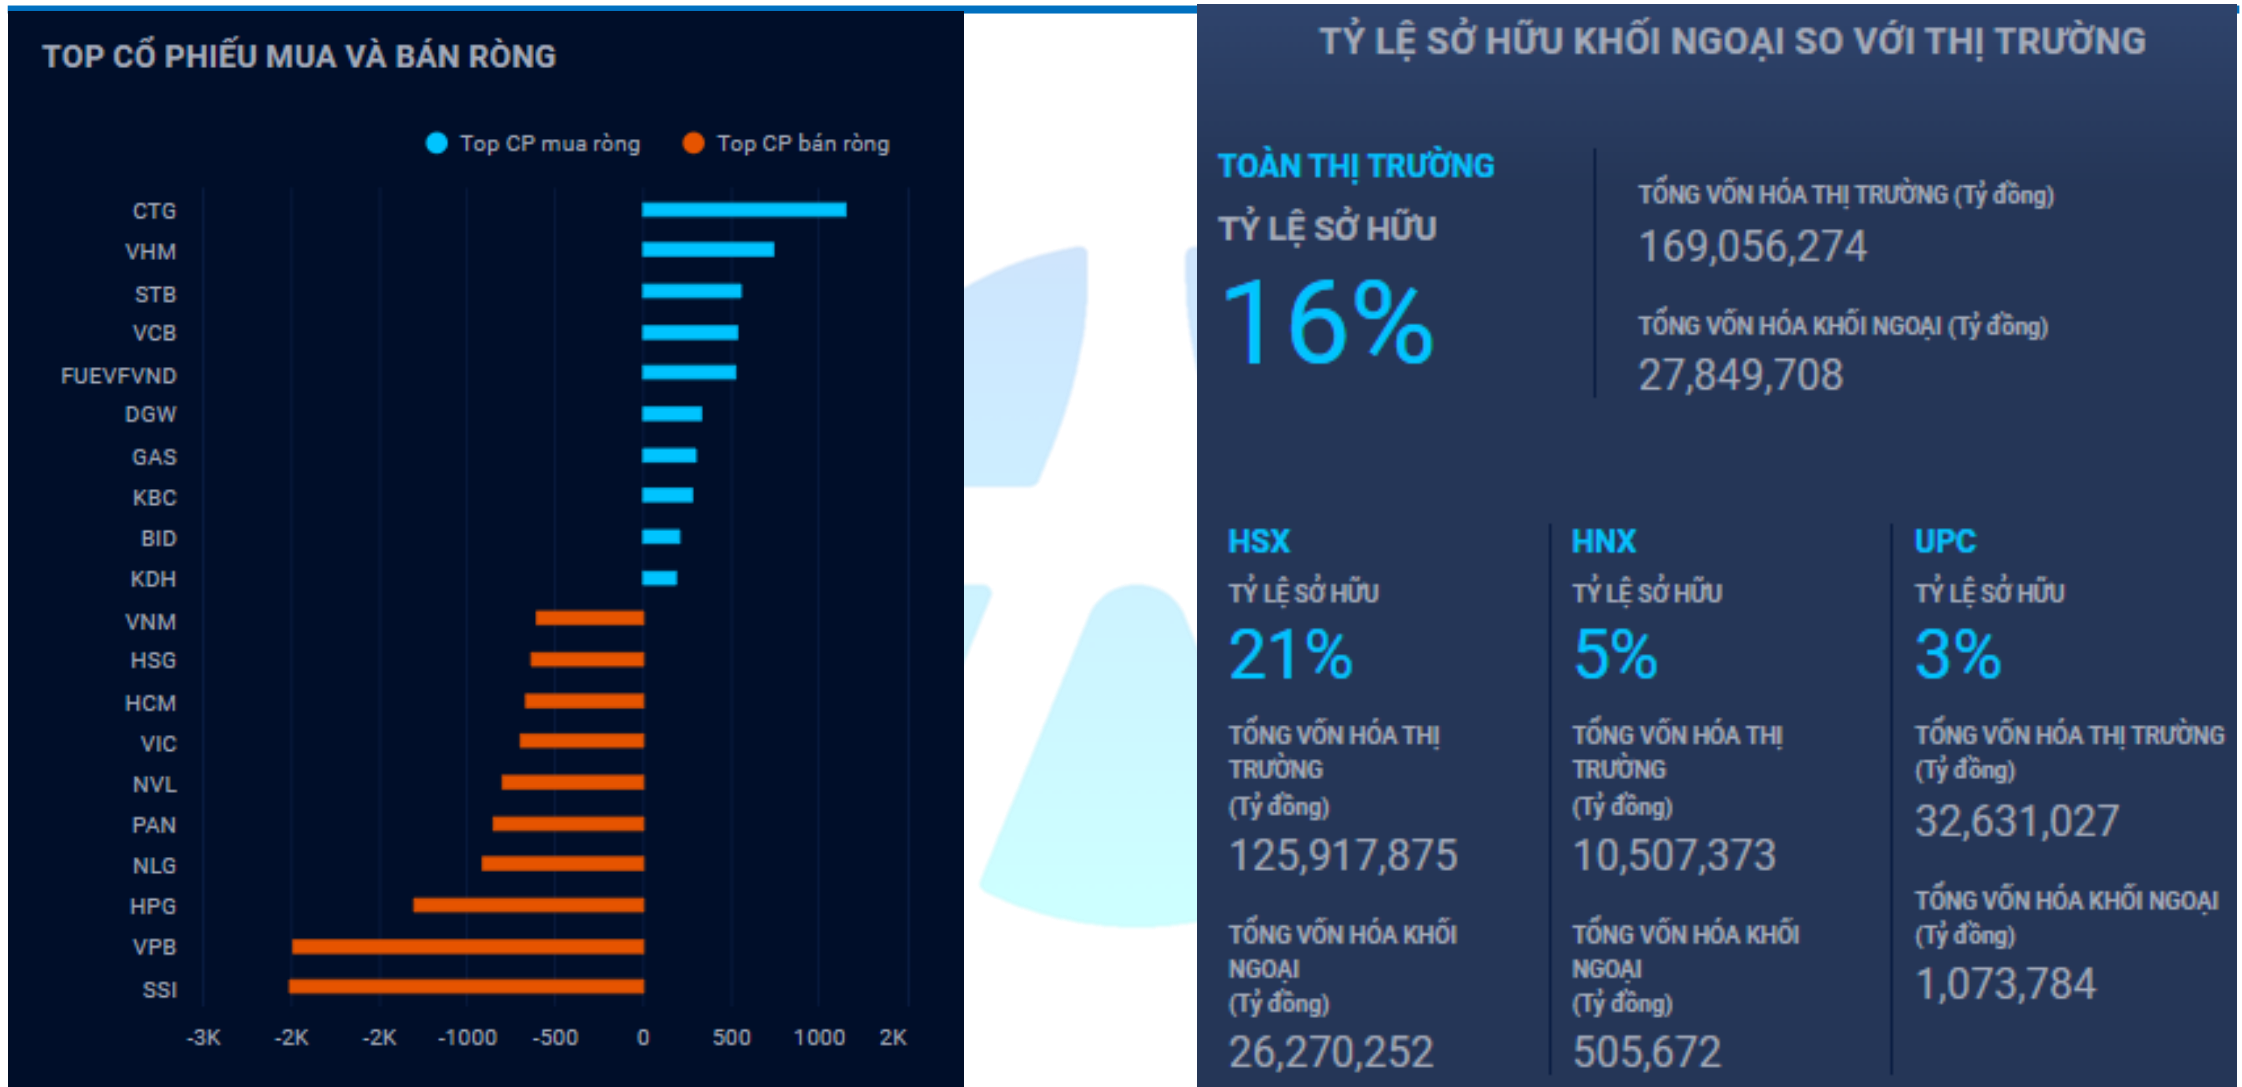 TOP CỔ PHIẾU MUA VÀ BÁN RÒNG
Top CP mua ròng
Top CP bán ròng
CTG
VHM
STB
VCB
FUEVFVND
DGW
GAS
KBC
BID
KDH
VNM
HSG
HCM
VIC
NVL
PAN
NLG
HPG
VPB
SSI
-3K -2K -2K -1000 -500 0 500 1000 2K
TỶ LỆ SỞ HỮU KHỐI NGOẠI SO VỚI THỊ TRƯỜNG
TOÀN THỊ TRƯỜNG
TỶ LỆ SỞ HỮU
16%
TỔNG VỐN HÓA THỊ TRƯỜNG (Tỷ đồng)
169,056,274
TỔNG VỐN HÓA KHỐI NGOẠI (Tỷ đồng)
27,849,708
HSX
TỶ LỆ SỞ HỮU
21%
TỔNG VỐN HÓA THỊ
TRƯỜNG
(Tỷ đồng)
125,917,875
TỔNG VỐN HÓA KHỐI
NGOẠI
(Tỷ đồng)
26,270,252
HNX
TỶ LỆ SỞ HỮU
5%
TỔNG VỐN HÓA THỊ
TRƯỜNG
(Tỷ đồng)
10,507,373
TỔNG VỐN HÓA KHỐI
NGOẠI
(Tỷ đồng)
505,672
UPC
TỶ LỆ SỞ HỮU
3%
TỔNG VỐN HÓA THỊ TRƯỜNG
(Tỷ đồng)
32,631,027
TỔNG VỐN HÓA KHỐI NGOẠI
(Tỷ đồng)
1,073,784